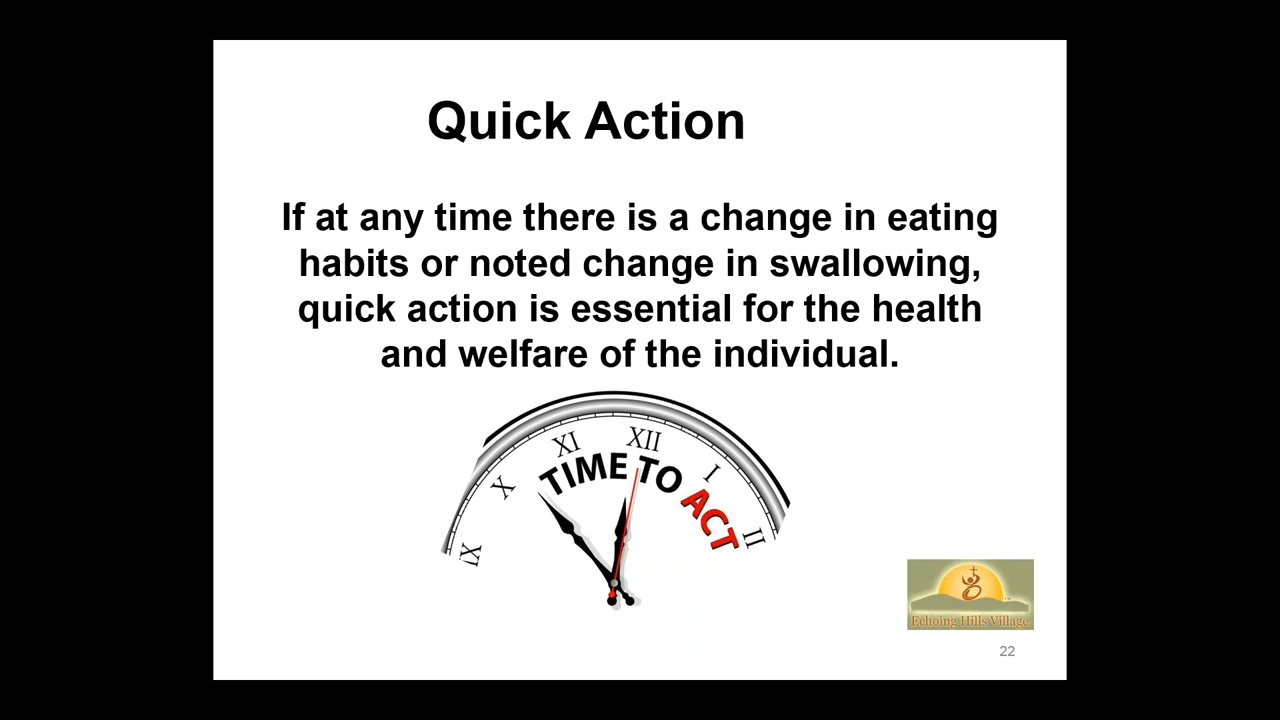 Quick Action
If at any time there is a change in eating
habits or noted change in swallowing,
quick action is essential for the health
and welfare of the individual.
XI XII
X I
TIME TO ACT
IX II
Echoing Hills Village
22